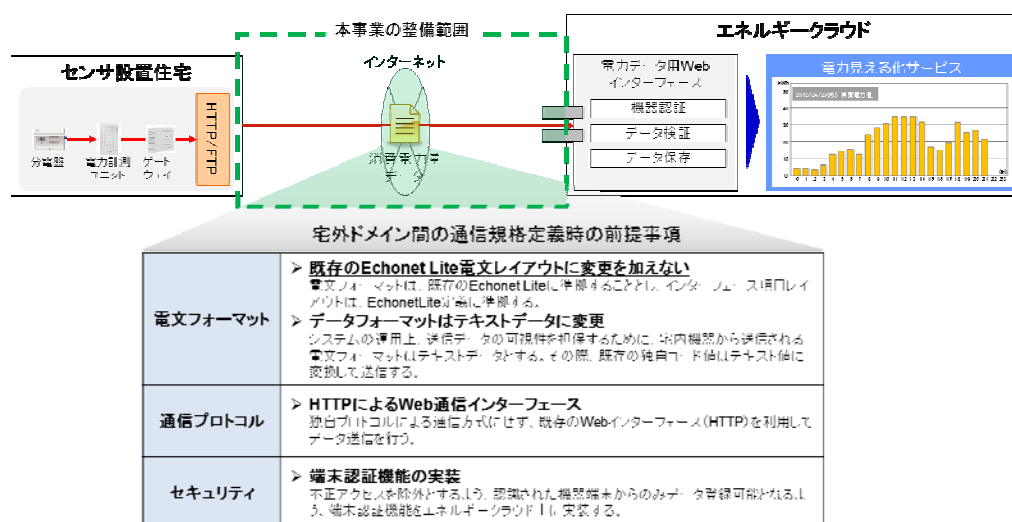 本事業の整備範囲
エネルギークラウド
センサ設置住宅
インターネット
電力データ用Web
インターフェース
機器認証
データ検証
データ保存
電力見える化サービス
分電盤
電力計測
ユニット
ゲート
ウェイ
HTTP/FTP
消費電力量
データ
宅外ドメイン間の通信規格定義時の前提事項
電文フォーマット
➢ 既存のEchonet Lite電文レイアウトに変更を加えない
電文フォーマットは、既存のEchonet Liteに準拠することとし、インターフェース項目レイ
アウトは、EchonetLite定義に準拠する。
➢ データフォーマットはテキストデータに変更
システムの運用上、送信データの可視性を担保するために、宅内機器から送信される
電文フォーマットはテキストデータとする。その際、既存の独自コード値はテキスト値に
変換して送信する。
通信プロトコル
➢ HTTPによるWeb通信インターフェース
独自プロトコルによる通信方式にせず、既存のWebインターフェース(HTTP)を利用して
データ送信を行う。
セキュリティ
➢ 端末認証機能の実装
不正アクセスを除外とするよう、認識された機器端末からのみデータ登録可能となるよ
う、端末認証機能をエネルギークラウド上に実装する。